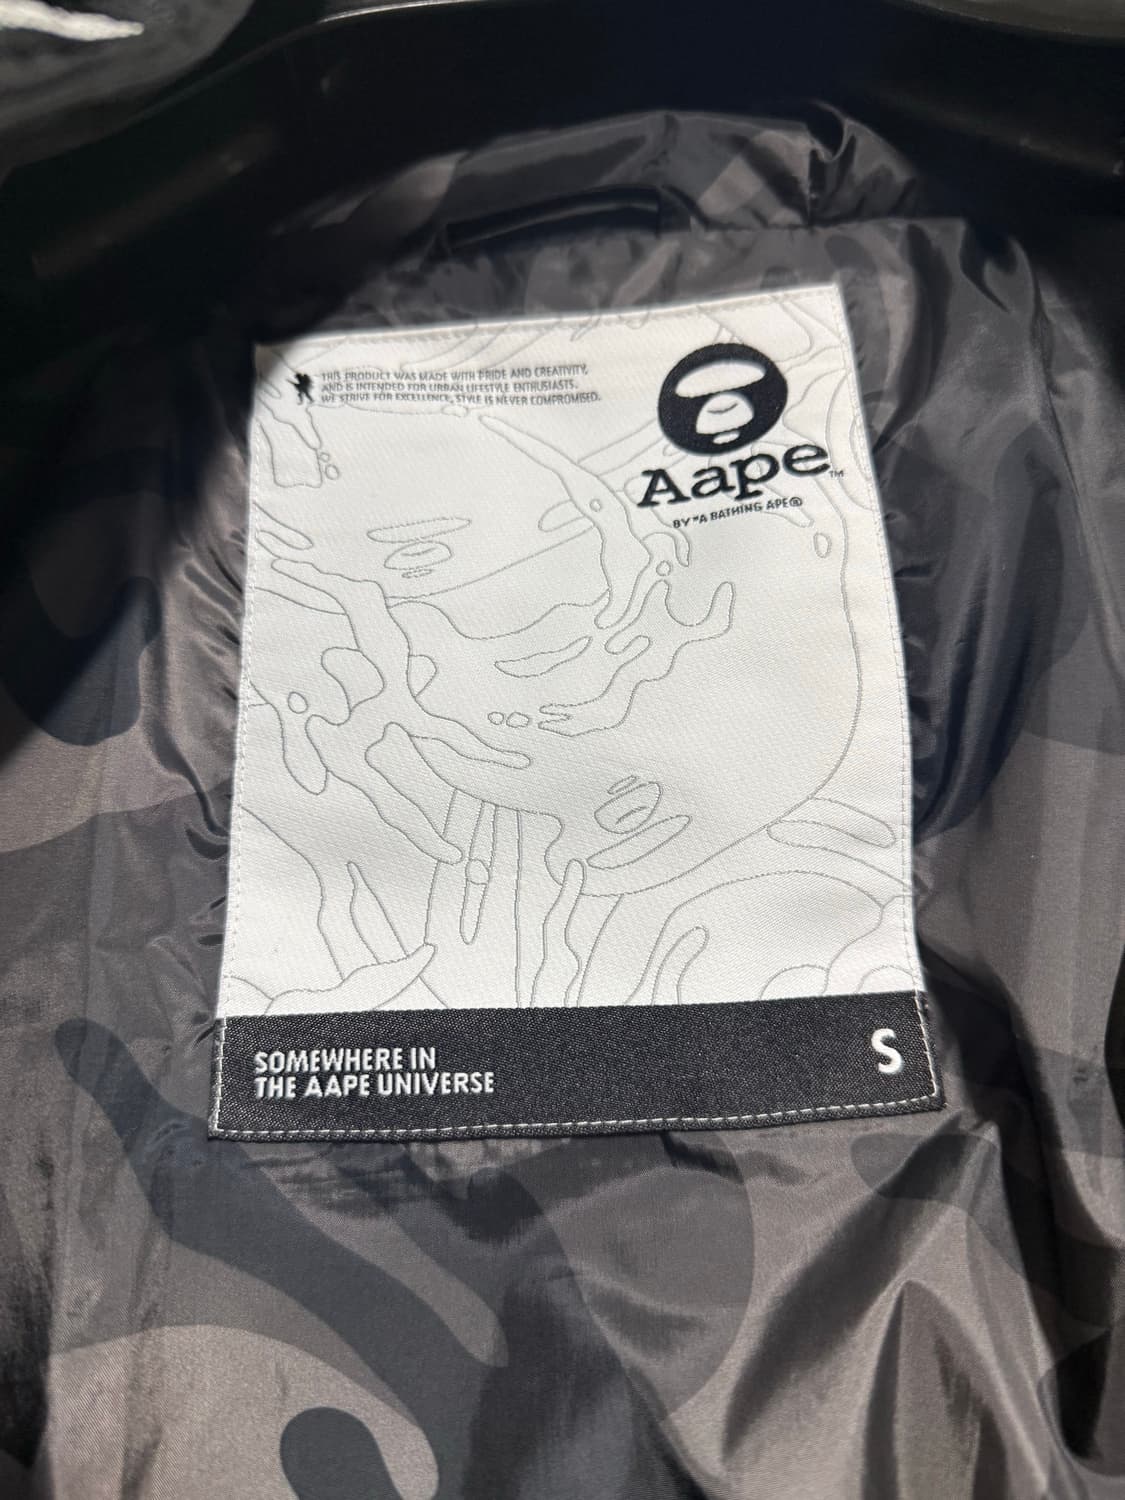 THIS PRODUCT WAS MADE WITH PRIDE AND CREATIVITY,
AND IS INTENDED FOR URBAN LIFESTYLE ENTHUSIASTS.
WE STRIVE FOR EXCELLENCE, STYLE IS NEVER COMPROMISED.
Aape™
BY *A BATHING APE®
SOMEWHERE IN
THE AAPE UNIVERSE
S